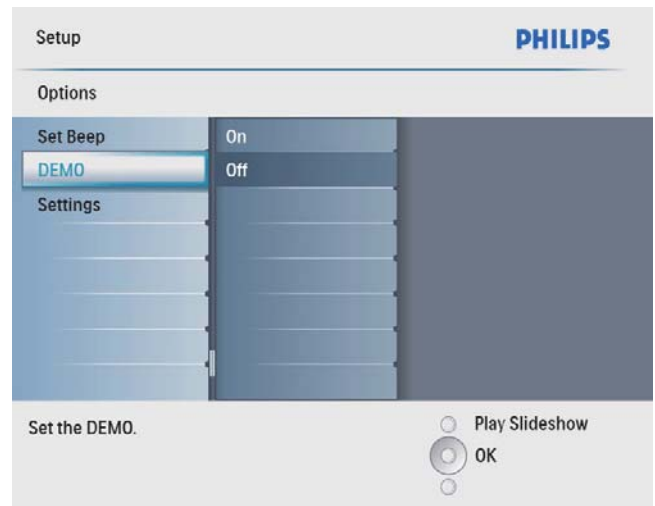 Setup
PHILIPS
Options
Set Beep
On
DEMO
Off
Settings
Set the DEMO.
Play Slideshow
OK